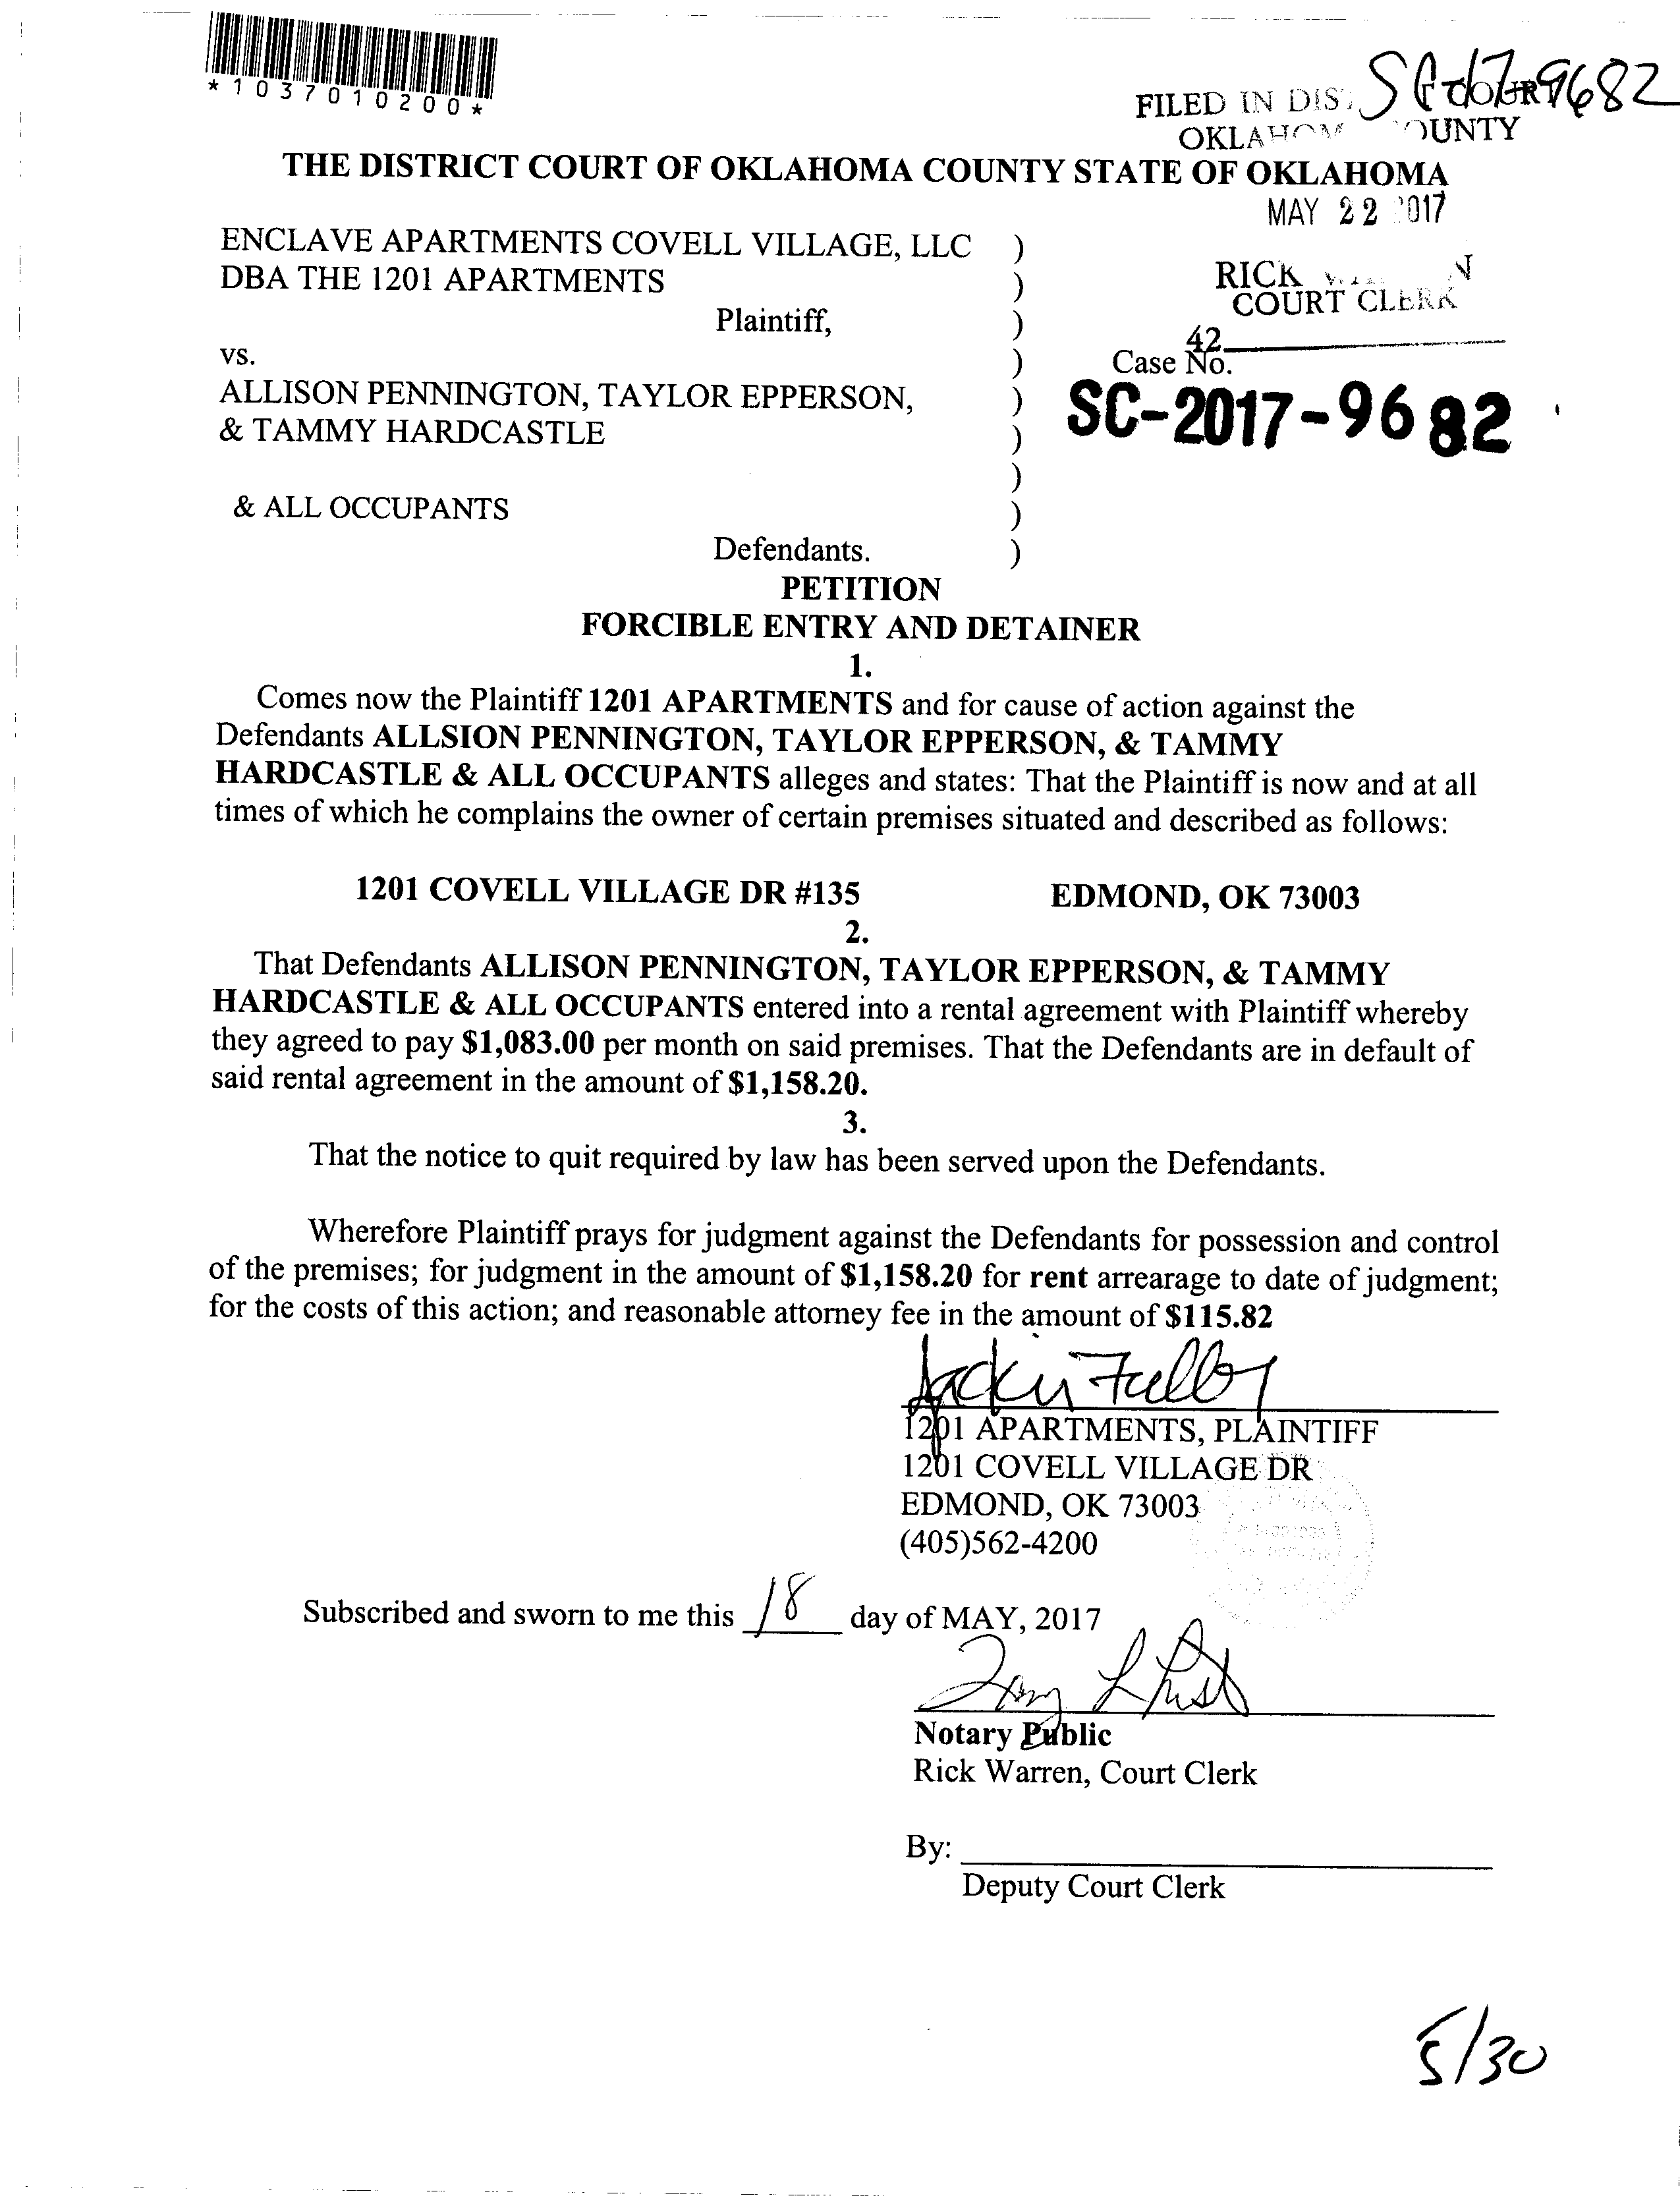 *1037010200*
SC-17-9682
FILED IN DIS COURT
OKLAHOM COUNTY
THE DISTRICT COURT OF OKLAHOMA COUNTY STATE OF OKLAHOMA
MAY 22 2017
ENCLAVE APARTMENTS COVELL VILLAGE, LLC )
DBA THE 1201 APARTMENTS )
RICK
COURT CLERK
Plaintiff, )
42
vs. )
Case No.
ALLISON PENNINGTON, TAYLOR EPPERSON, )
SC-2017-9682
& TAMMY HARDCASTLE )
)
& ALL OCCUPANTS )
Defendants. )
PETITION
FORCIBLE ENTRY AND DETAINER
1.
Comes now the Plaintiff 1201 APARTMENTS and for cause of action against the
Defendants ALLSION PENNINGTON, TAYLOR EPPERSON, & TAMMY
HARDCASTLE & ALL OCCUPANTS alleges and states: That the Plaintiff is now and at all
times of which he complains the owner of certain premises situated and described as follows:
1201 COVELL VILLAGE DR #135 EDMOND, OK 73003
2.
That Defendants ALLISON PENNINGTON, TAYLOR EPPERSON, & TAMMY
HARDCASTLE & ALL OCCUPANTS entered into a rental agreement with Plaintiff whereby
they agreed to pay $1,083.00 per month on said premises. That the Defendants are in default of
said rental agreement in the amount of $1,158.20.
3.
That the notice to quit required by law has been served upon the Defendants.
Wherefore Plaintiff prays for judgment against the Defendants for possession and control
of the premises; for judgment in the amount of $1,158.20 for rent arrearage to date of judgment;
for the costs of this action; and reasonable attorney fee in the amount of $115.82
1201 APARTMENTS, PLAINTIFF
1201 COVELL VILLAGE DR
EDMOND, OK 73003
(405)562-4200
Subscribed and sworn to me this 18 day of MAY, 2017
Notary Public
Rick Warren, Court Clerk
By:
Deputy Court Clerk
5/30